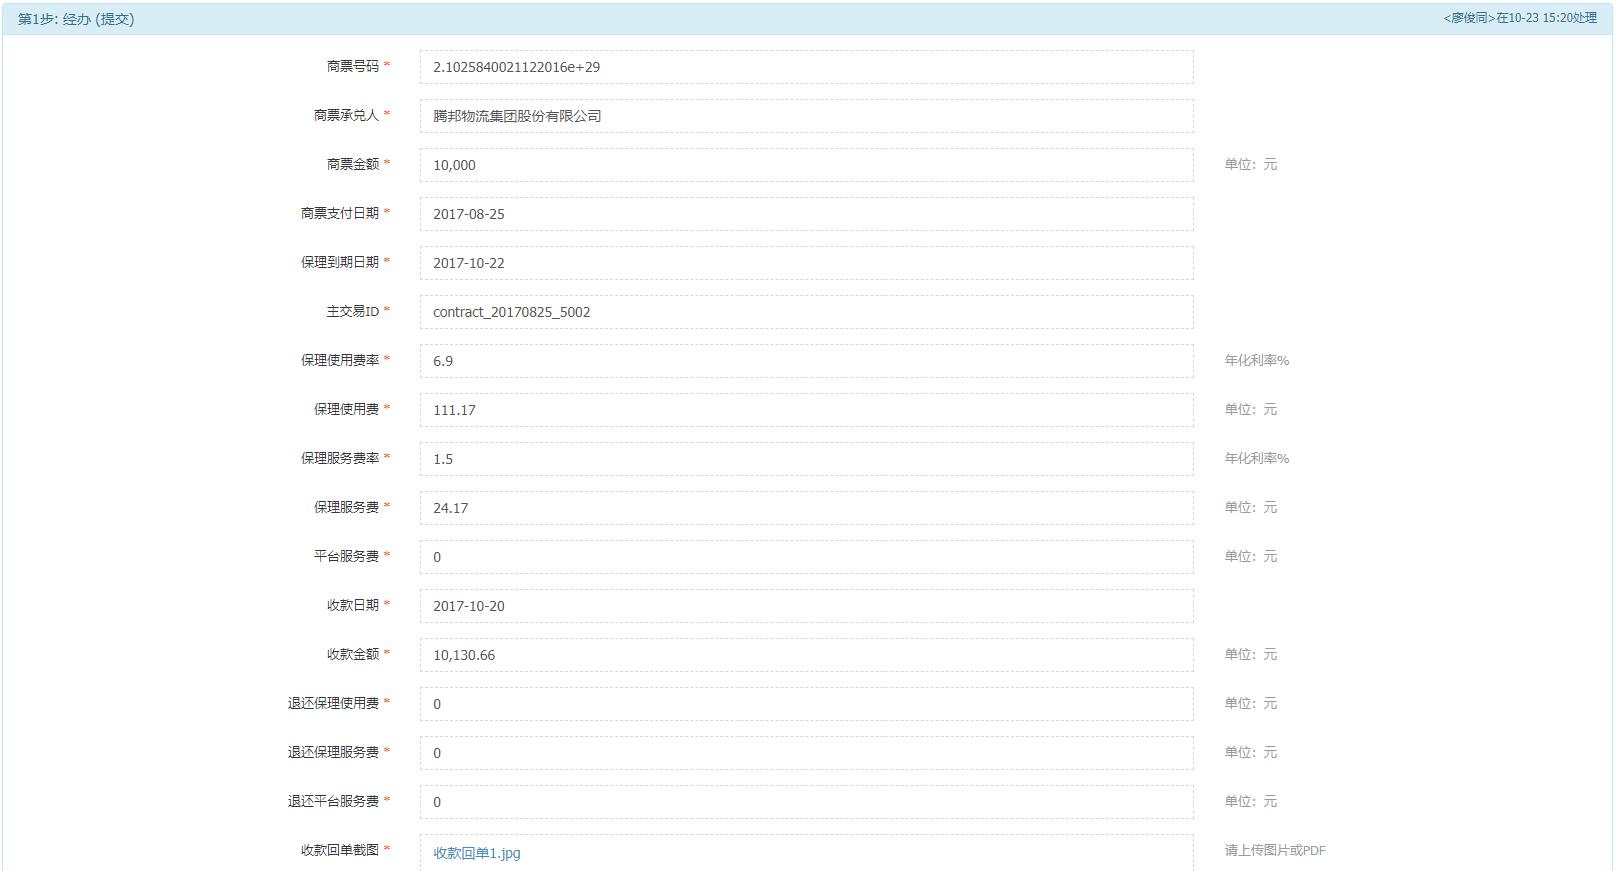 第1步: 经办 (提交) <廖俊同>在10-23 15:20处理
商票号码 * 2.1025840021122016e+29
商票承兑人 * 腾邦物流集团股份有限公司
商票金额 * 10,000 单位：元
商票支付日期 * 2017-08-25
保理到期日期 * 2017-10-22
主交易ID * contract_20170825_5002
保理使用费率 * 6.9 年化利率%
保理使用费 * 111.17 单位：元
保理服务费率 * 1.5 年化利率%
保理服务费 * 24.17 单位：元
平台服务费 * 0 单位：元
收款日期 * 2017-10-20
收款金额 * 10,130.66 单位：元
退还保理使用费 * 0 单位：元
退还保理服务费 * 0 单位：元
退还平台服务费 * 0 单位：元
收款回单截图 * 收款回单1.jpg 请上传图片或PDF